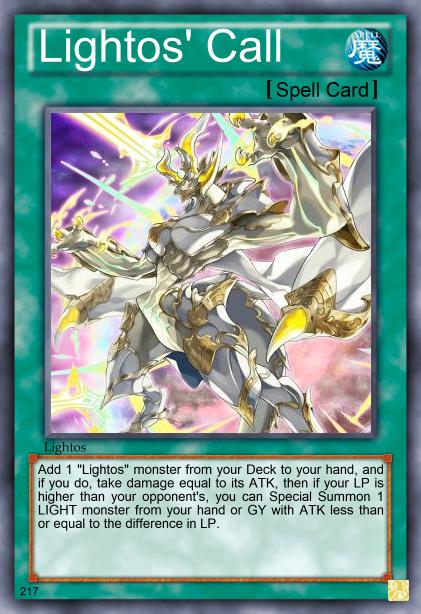 Lightos' Call
SPELL
魔
[ Spell Card ]
Lightos
Add 1 "Lightos" monster from your Deck to your hand, and
if you do, take damage equal to its ATK, then if your LP is
higher than your opponent's, you can Special Summon 1
LIGHT monster from your hand or GY with ATK less than
or equal to the difference in LP.
217